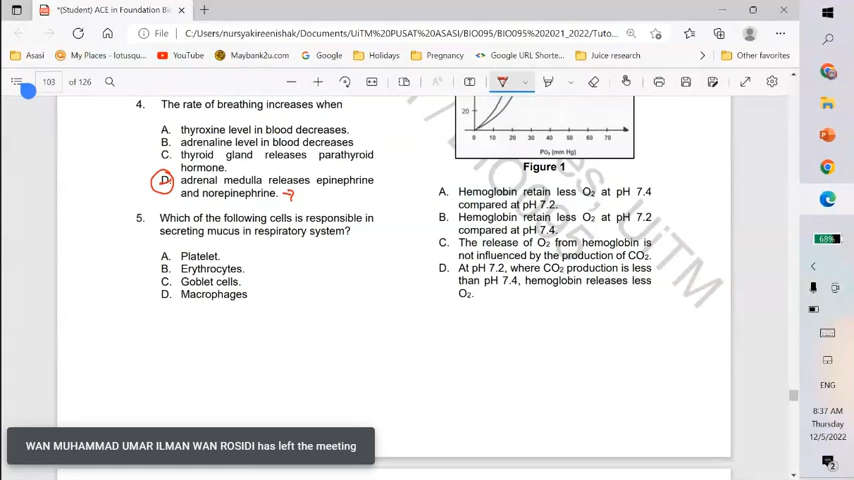 *(Student) ACE in Foundation Bi
File
C:/Users/nursyakireenishak/Documents/UiTM%20PUSAT%20ASASI/BIO095/BIO095%202021_2022/Tuto...
Asasi
My Places - lotusqu...
YouTube
Maybank2u.com
Google
Holidays
Pregnancy
Google URL Shorte...
Juice research
Other favorites
103 of 126
4. The rate of breathing increases when
A. thyroxine level in blood decreases.
B. adrenaline level in blood decreases
C. thyroid gland releases parathyroid
hormone.
D. adrenal medulla releases epinephrine
and norepinephrine.
5. Which of the following cells is responsible in
secreting mucus in respiratory system?
A. Platelet.
B. Erythrocytes.
C. Goblet cells.
D. Macrophages
20
0 10 20 30 40 50 60 70
PO₂ (mm Hg)
Figure 1
A. Hemoglobin retain less O₂ at pH 7.4
compared at pH 7.2.
B. Hemoglobin retain less O₂ at pH 7.2
compared at pH 7.4.
C. The release of O₂ from hemoglobin is
not influenced by the production of CO₂.
D. At pH 7.2, where CO₂ production is less
than pH 7.4, hemoglobin releases less
O₂.
UiTM
WAN MUHAMMAD UMAR ILMAN WAN ROSIDI has left the meeting
68%
ENG
8:37 AM
Thursday
12/5/2022
2